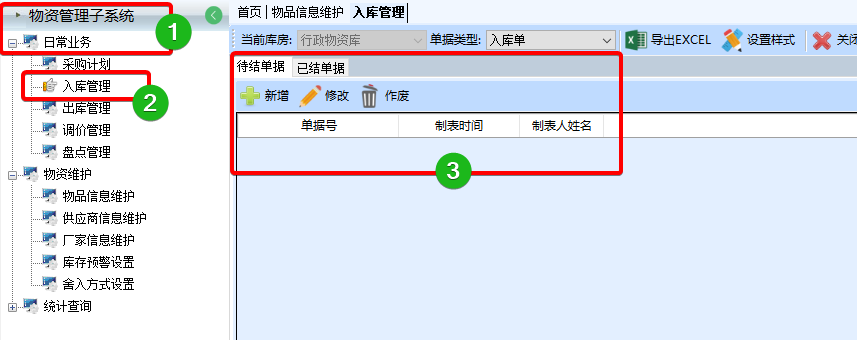 物资管理子系统
日常业务
采购计划
入库管理
出库管理
调价管理
盘点管理
物资维护
物品信息维护
供应商信息维护
厂家信息维护
库存预警设置
舍入方式设置
统计查询
1
2
首页 物品信息维护 入库管理
当前库房: 行政物资库 单据类型: 入库单 导出EXCEL 设置样式 关闭
待结单据 已结单据
新增 修改 作废
单据号 制表时间 制表人姓名
3